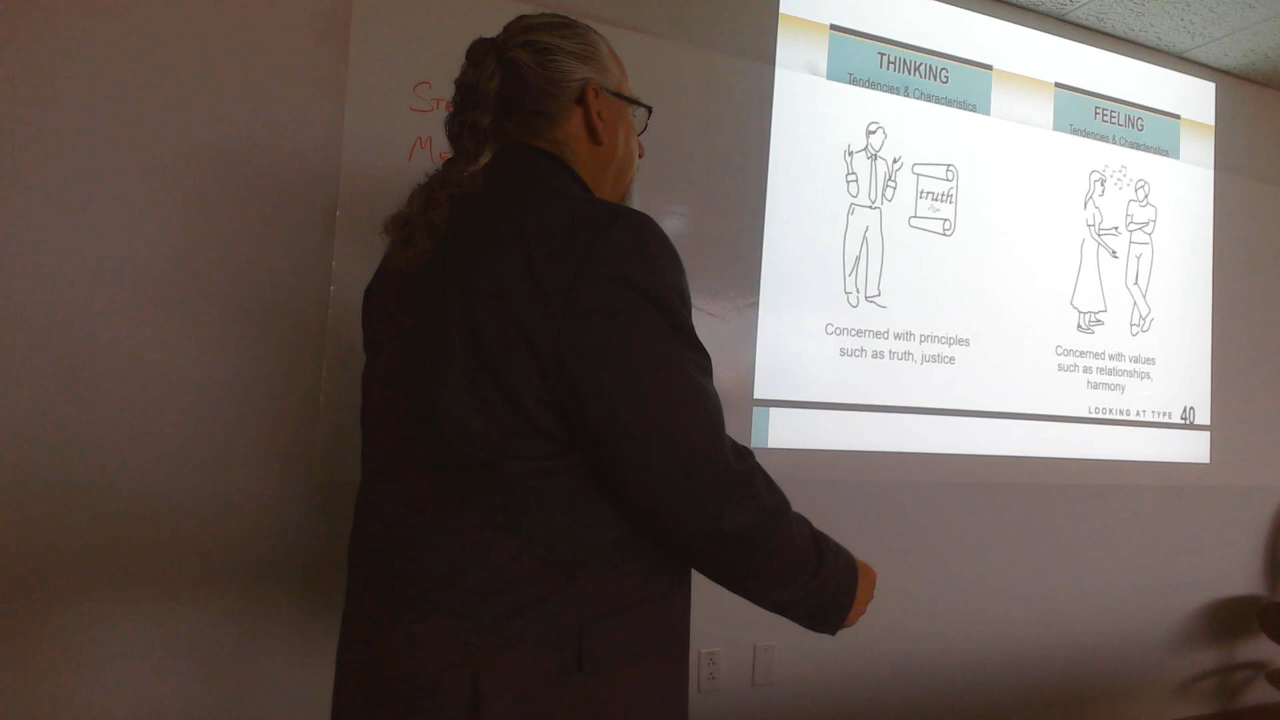 THINKING
Tendencies & Characteristics
truth
Concerned with principles
such as truth, justice
FEELING
Tendencies & Characteristics
Concerned with values
such as relationships,
harmony
LOOKING AT TYPE 40